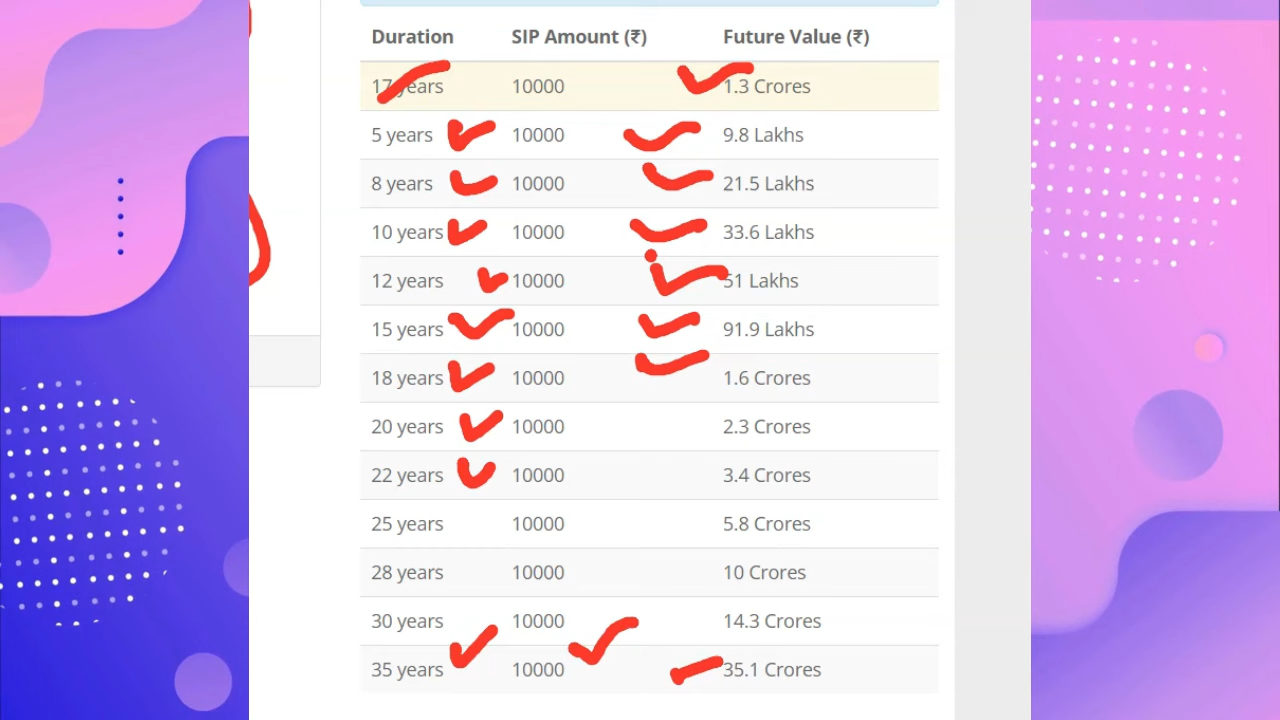 Duration SIP Amount (₹) Future Value (₹)
17 years 10000 1.3 Crores
5 years 10000 9.8 Lakhs
8 years 10000 21.5 Lakhs
10 years 10000 33.6 Lakhs
12 years 10000 51 Lakhs
15 years 10000 91.9 Lakhs
18 years 10000 1.6 Crores
20 years 10000 2.3 Crores
22 years 10000 3.4 Crores
25 years 10000 5.8 Crores
28 years 10000 10 Crores
30 years 10000 14.3 Crores
35 years 10000 35.1 Crores